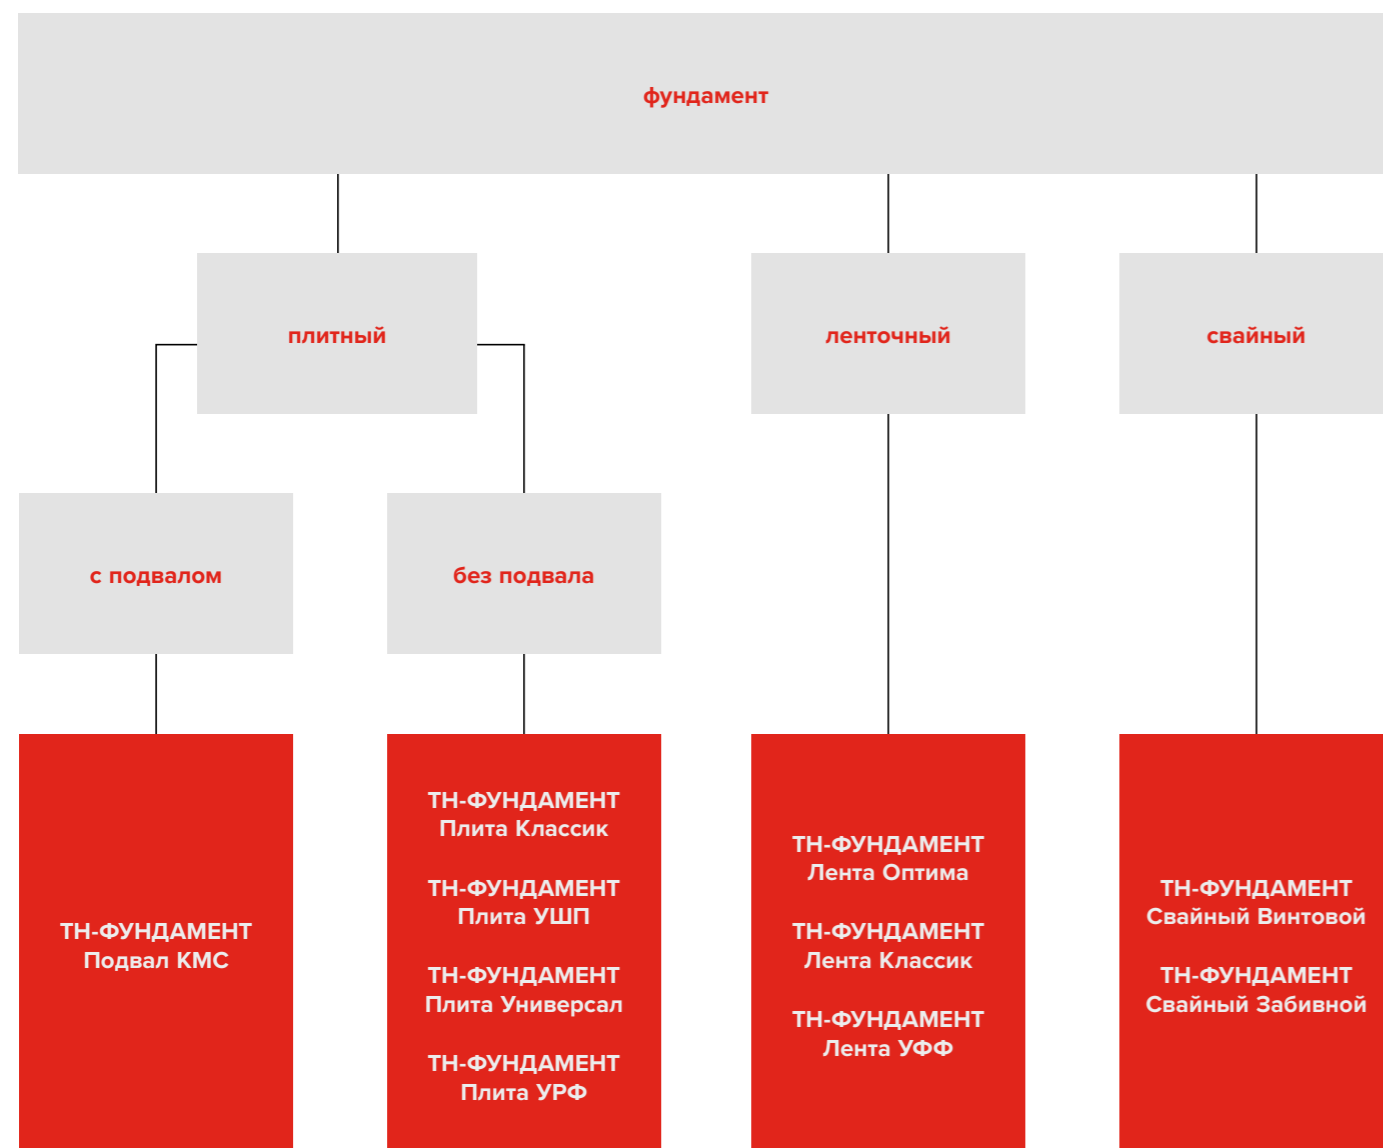 фундамент
плитный
ленточный
свайный
с подвалом
без подвала
ТН-ФУНДАМЕНТ
Подвал КМС
ТН-ФУНДАМЕНТ
Плита Классик
ТН-ФУНДАМЕНТ
Плита УШП
ТН-ФУНДАМЕНТ
Плита Универсал
ТН-ФУНДАМЕНТ
Плита УРФ
ТН-ФУНДАМЕНТ
Лента Оптима
ТН-ФУНДАМЕНТ
Лента Классик
ТН-ФУНДАМЕНТ
Лента УФФ
ТН-ФУНДАМЕНТ
Свайный Винтовой
ТН-ФУНДАМЕНТ
Свайный Забивной